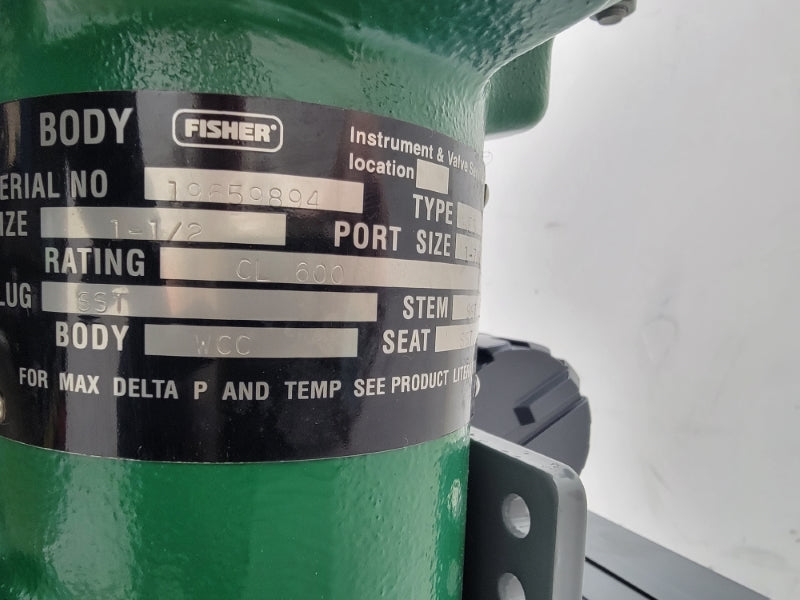 BODY FISHER® Instrument & Valve
location
ERIAL NO 19659894
TYPE
IZE 1-1/2 PORT SIZE
RATING CL 600
LUG SST STEM
BODY WCC SEAT SST
FOR MAX DELTA P AND TEMP SEE PRODUCT